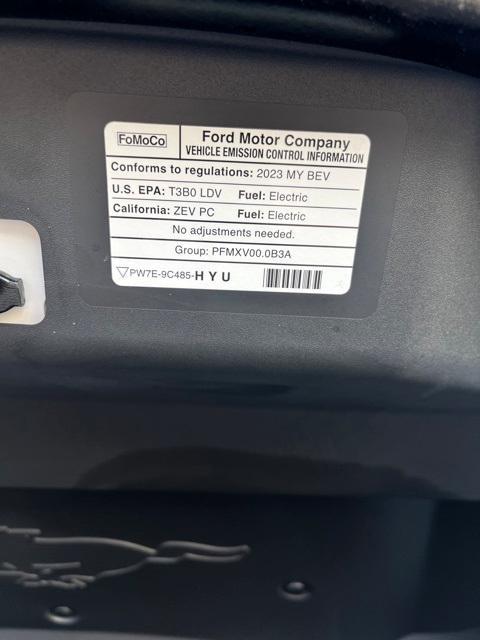 FoMoCo
Ford Motor Company
VEHICLE EMISSION CONTROL INFORMATION
Conforms to regulations: 2023 MY BEV
U.S. EPA: T3B0 LDV Fuel: Electric
California: ZEV PC Fuel: Electric
No adjustments needed.
Group: PFMXV00.0B3A
PW7E-9C485-HYU